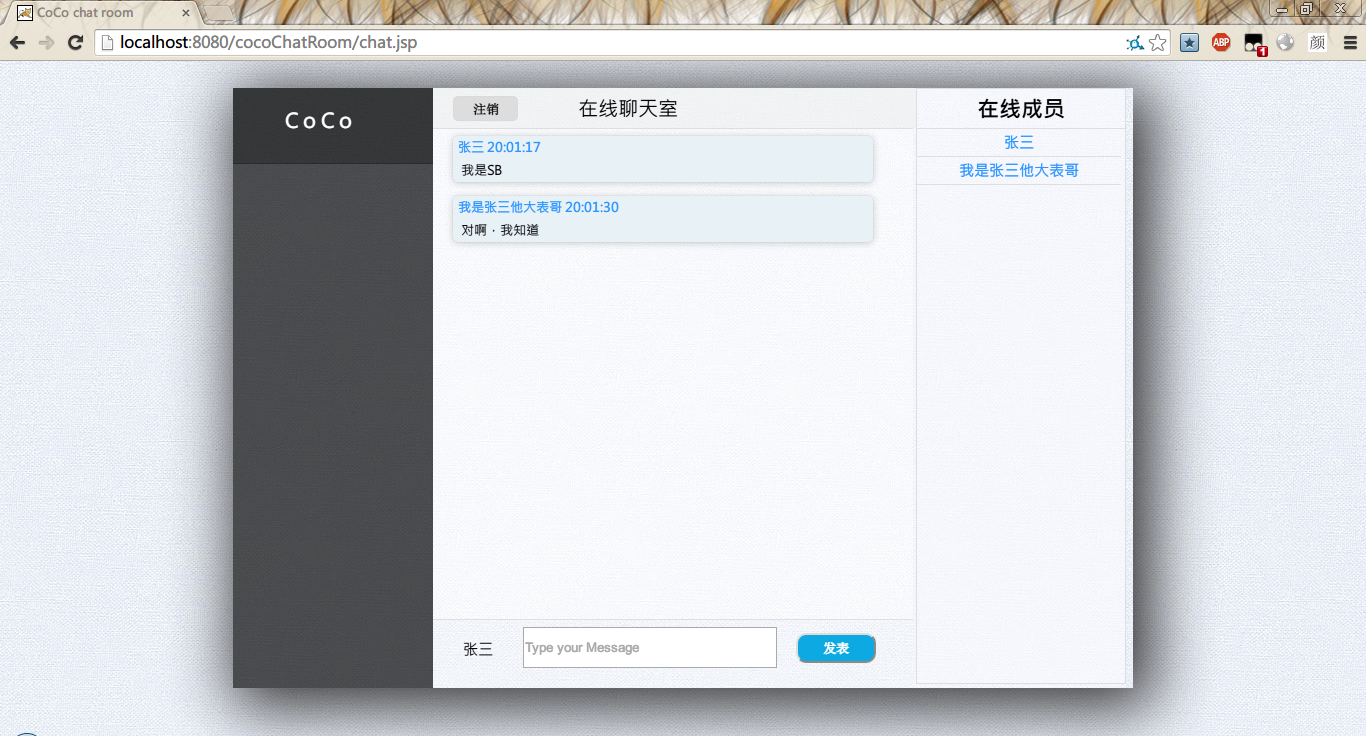 CoCo chat room
localhost:8080/cocoChatRoom/chat.jsp
ABP
1
颜
CoCo
注销
在线聊天室
张三 20:01:17
我是SB
我是张三他大表哥 20:01:30
对啊·我知道
张三
Type your Message
发表
在线成员
张三
我是张三他大表哥